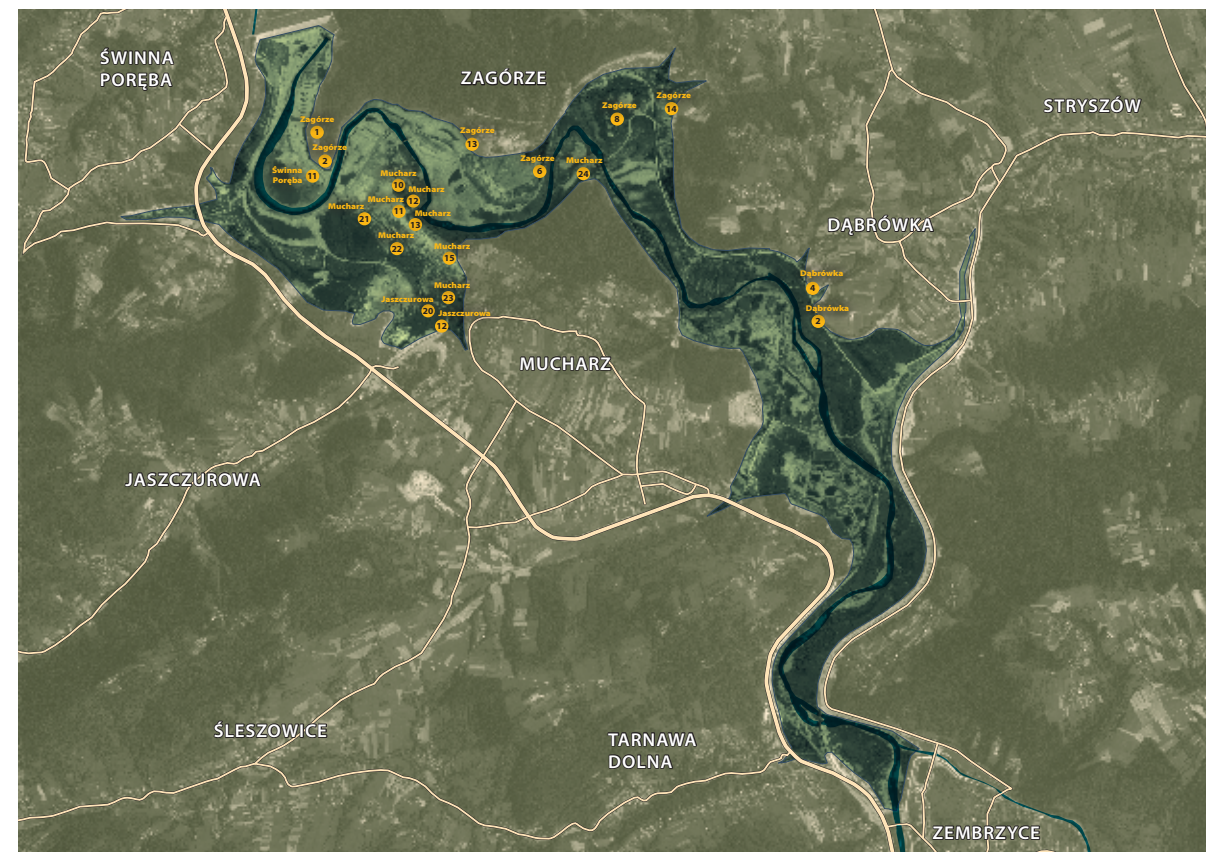 ŚWINNA
PORĘBA
ZAGÓRZE
STRYSZÓW
Zagórze
14
Zagórze
8
Zagórze
1
Zagórze
13
Zagórze
2
Zagórze
6
Mucharz
24
Świnna
Poręba
11
Mucharz
10
Mucharz
12
Mucharz
11
Mucharz
21
Mucharz
13
DĄBRÓWKA
Mucharz
22
Mucharz
15
Dąbrówka
4
Mucharz
23
Jaszczurowa
20
Dąbrówka
2
Jaszczurowa
12
MUCHARZ
JASZCZUROWA
ŚLESZOWICE
TARNAWA
DOLNA
ZEMBRZYCE